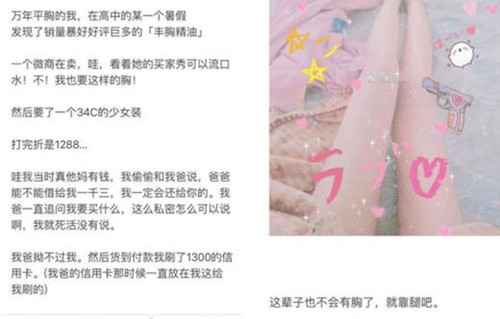 万年平胸的我，在高中的某一个暑假
发现了销量暴好好评巨多的「丰胸精油」
一个微商在卖，哇，看看她的买家秀可以流口
水！不！我也要这样的胸！
然后要了一个34C的少女装
打完折是1288...
哇我当时真他妈有钱，我偷偷和我爸说，爸爸
能不能借给我一千三，我一定会还给你的。我
爸一直追问我要买什么，这么私密怎么可以说
啊，我就死活没有说。
我爸拗不过我。然后货到付款我刷了1300的信
用卡。(我爸的信用卡那时候一直放在我这给
我刷的)
这辈子也不会有胸了，就靠腿吧。